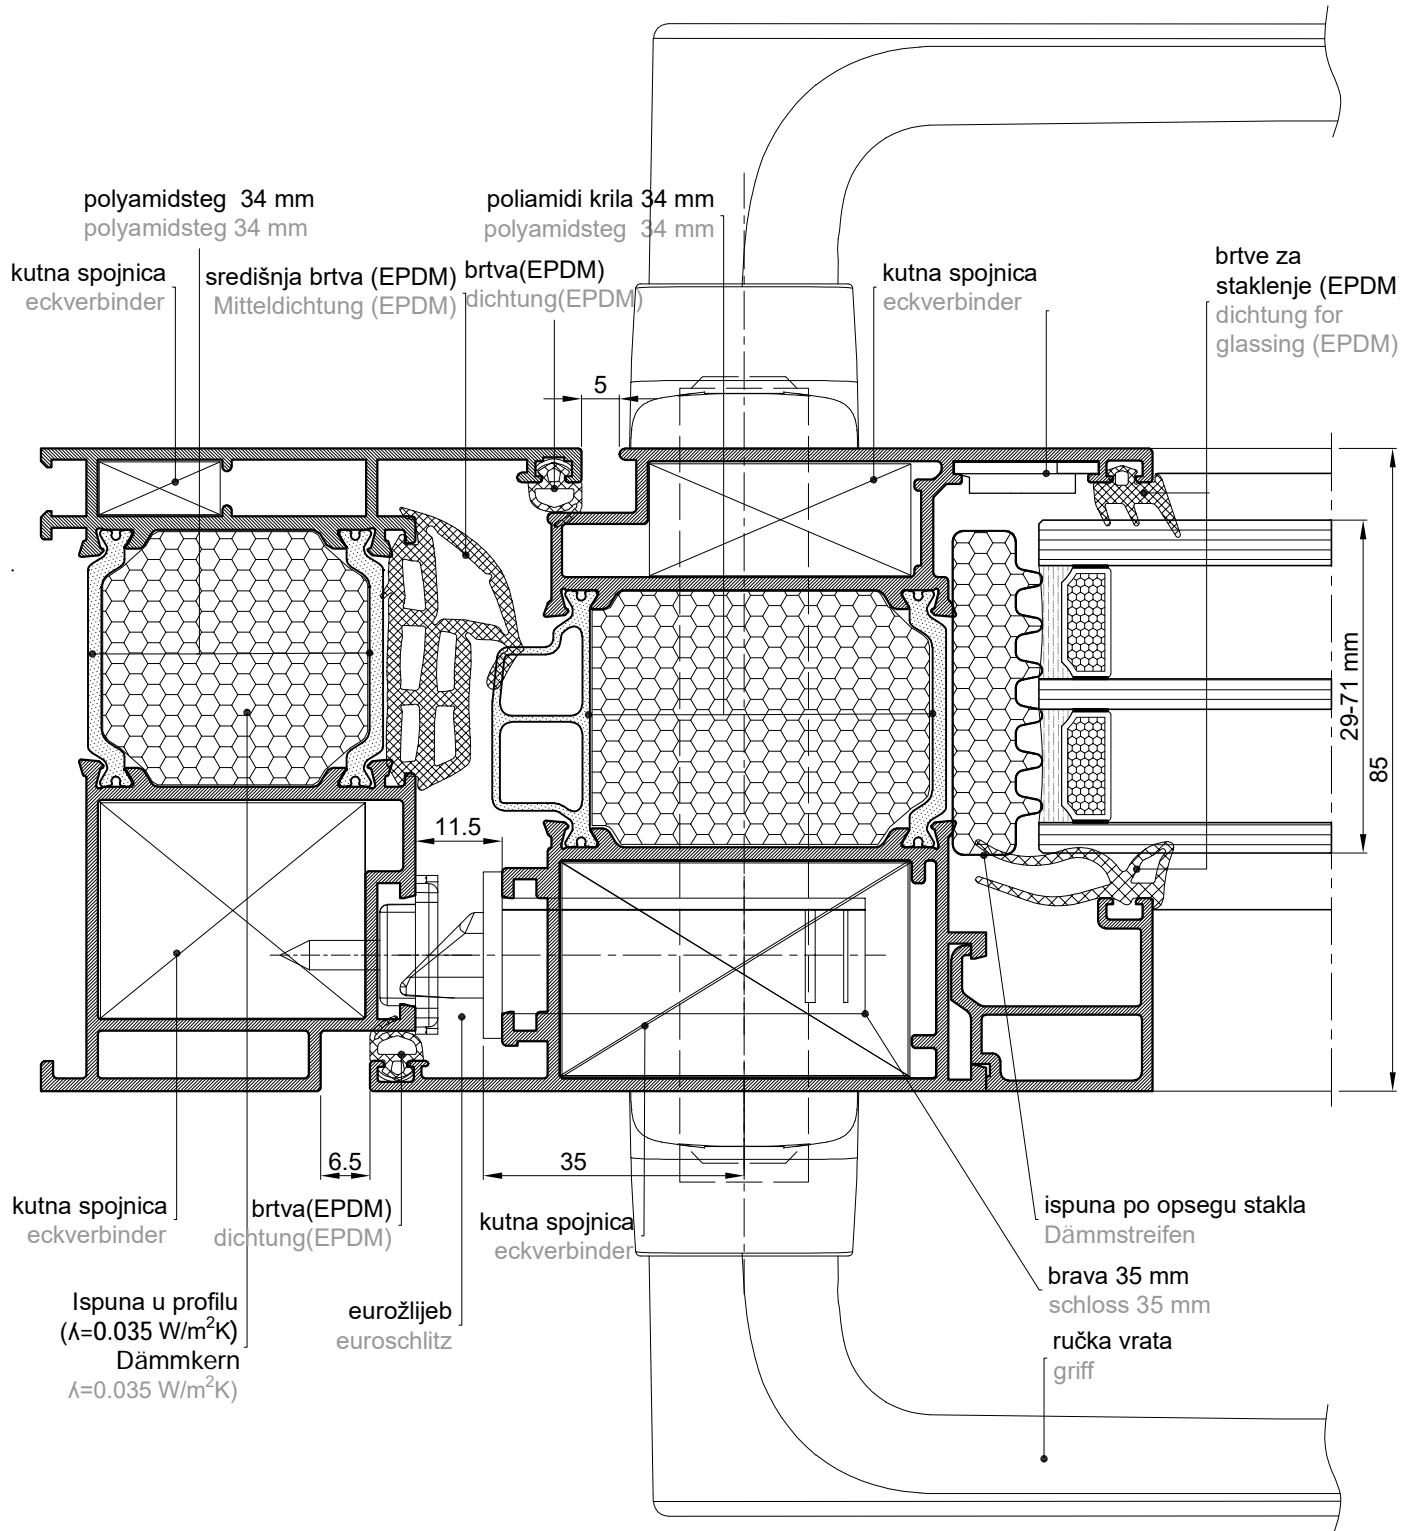 polyamidsteg 34 mm
polyamidsteg 34 mm
poliamidi krila 34 mm
polyamidsteg 34 mm
kutna spojnica
eckverbinder
središnja brtva (EPDM)
Mitteldichtung (EPDM)
brtva(EPDM)
dichtung(EPDM)
kutna spojnica
eckverbinder
brtve za
staklenje (EPDM
dichtung for
glassing (EPDM)
5
29-71 mm
85
11.5
6.5
35
kutna spojnica
eckverbinder
brtva(EPDM)
dichtung(EPDM)
kutna spojnica
eckverbinder
ispuna po opsegu stakla
Dämmstreifen
brava 35 mm
schloss 35 mm
Ispuna u profilu
(ʎ=0.035 W/m²K)
Dämmkern
ʎ=0.035 W/m²K)
eurožlijeb
euroschlitz
ručka vrata
griff